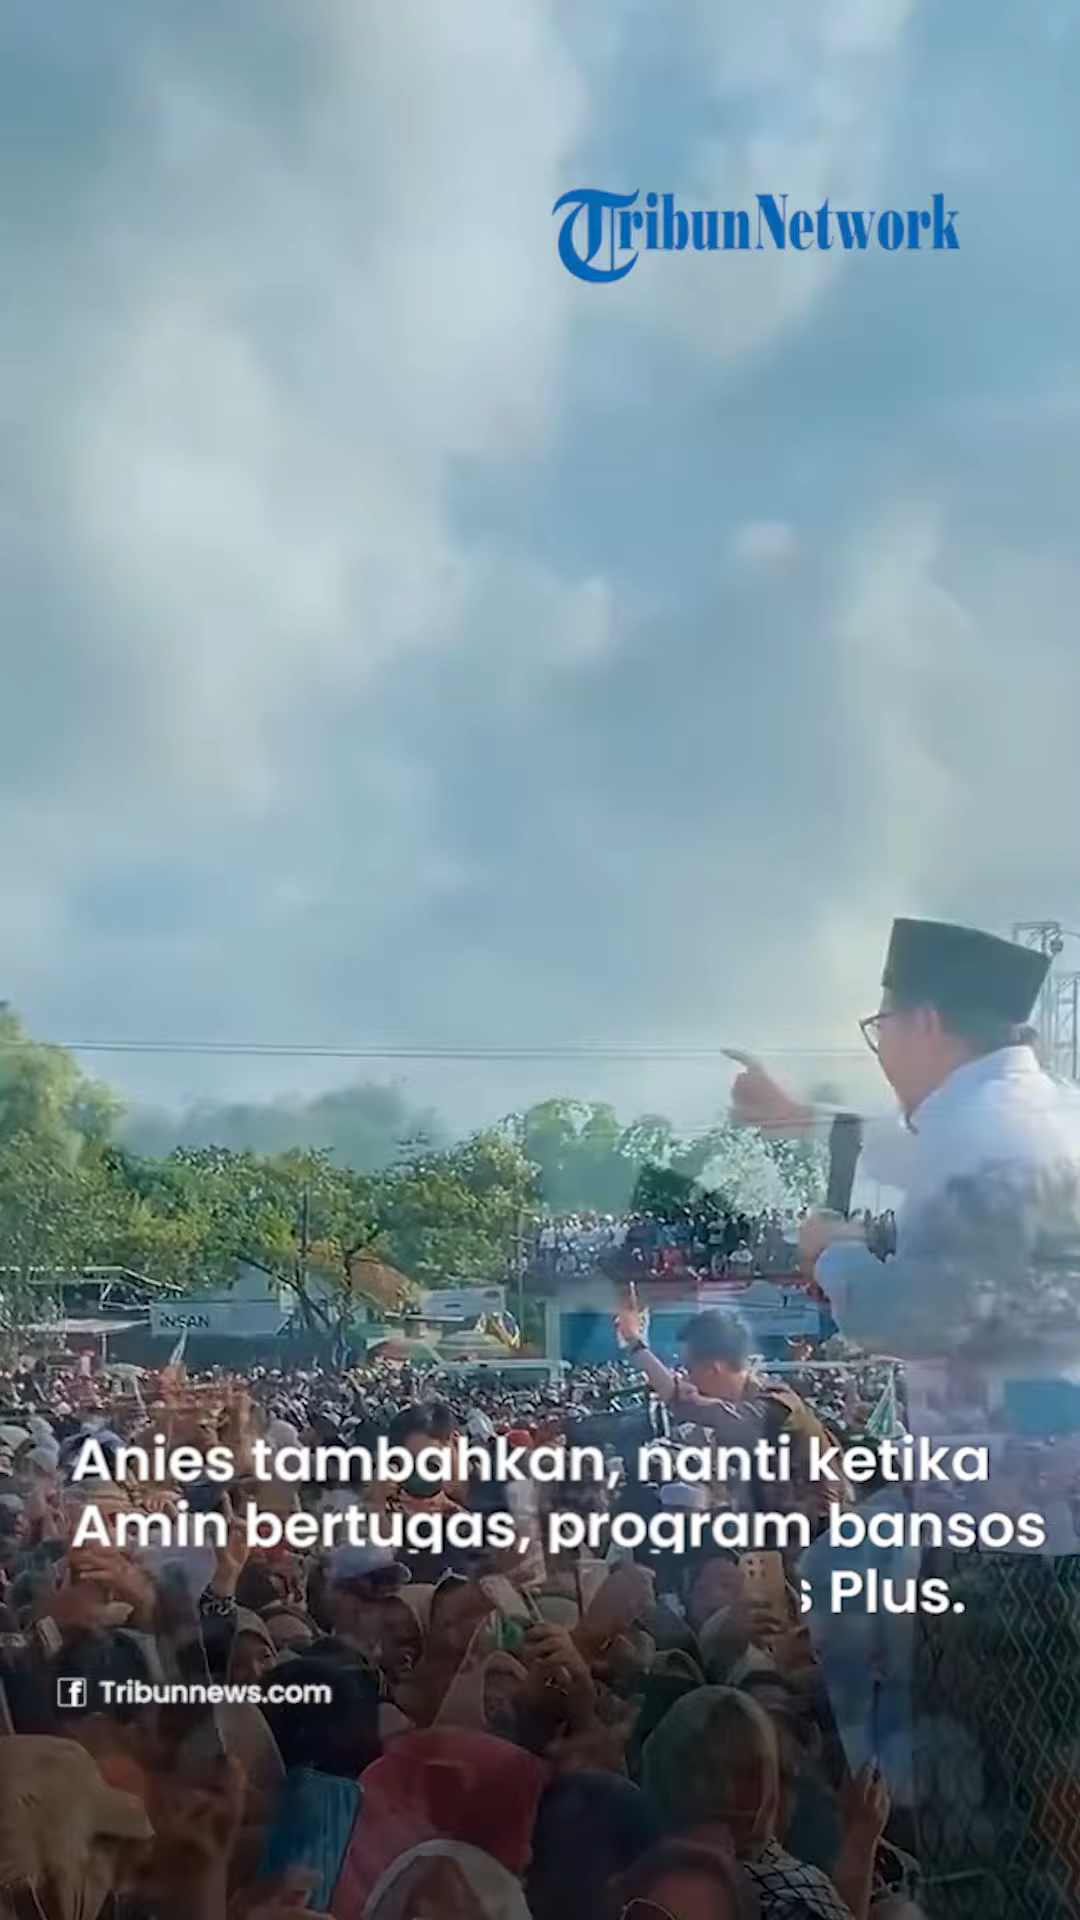 TribunNetwork
iNSAN
Anies tambahkan, nanti ketika
Amin bertugas, program bansos
Plus.
Tribunnews.com